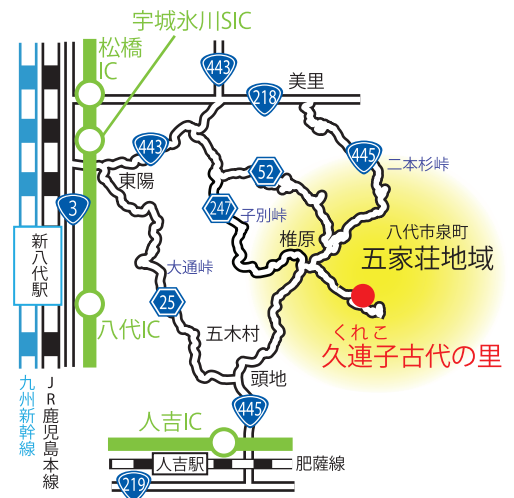 宇城氷川SIC
松橋
IC
443
美里
218
443
445
二本杉峠
52
東陽
247
子別峠
3
八代市泉町
椎原
五家荘地域
新八代駅
大通峠
25
くれこ
久連子古代の里
八代IC
五木村
頭地
九州新幹線
JR鹿児島本線
445
人吉IC
人吉駅
肥薩線
219